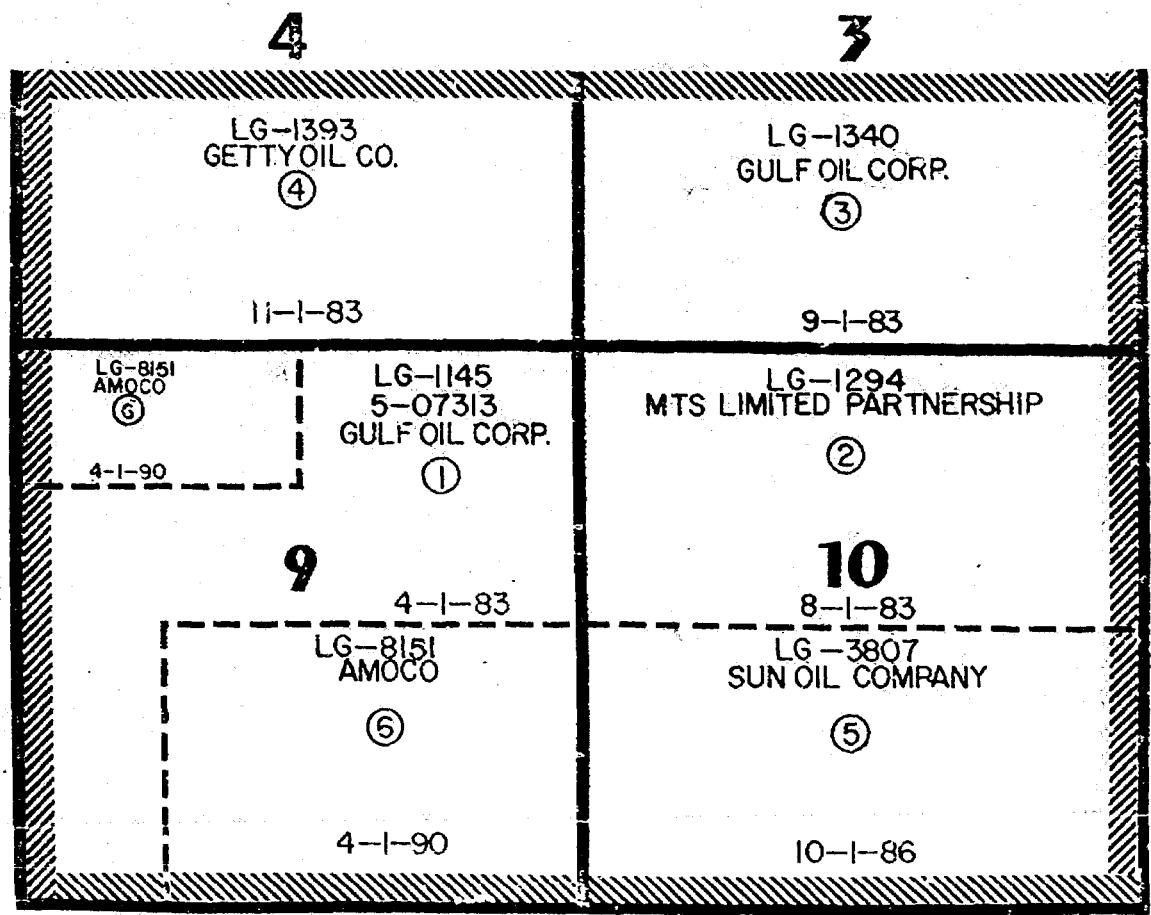 4
3
LG-1393
GETTY OIL CO.
4
11-1-83
LG-1340
GULF OIL CORP.
3
9-1-83
LG-8151
AMOCO
6
4-1-90
LG-1145
5-07313
GULF OIL CORP.
1
9
4-1-83
LG-1294
MTS LIMITED PARTNERSHIP
2
10
8-1-83
LG-8151
AMOCO
6
4-1-90
LG-3807
SUN OIL COMPANY
5
10-1-86